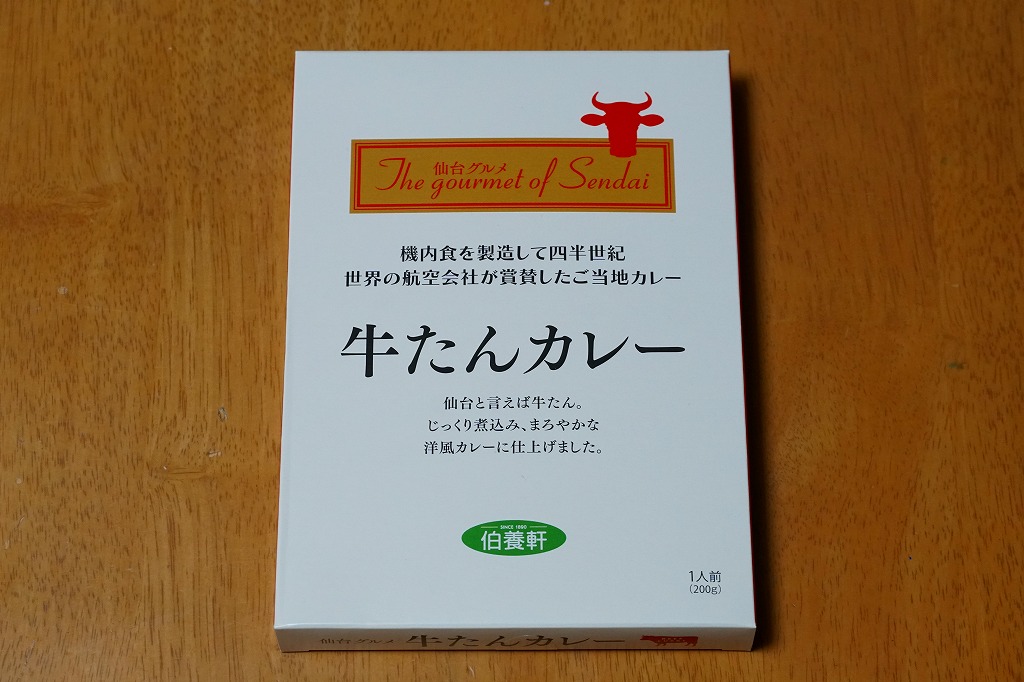 仙台グルメ
The gourmet of Sendai
機内食を製造して四半世紀
世界の航空会社が賞賛したご当地カレー
牛たんカレー
仙台と言えば牛たん。
じっくり煮込み、まろやかな
洋風カレーに仕上げました。
SINCE 1890
伯養軒
1人前
(200g)
仙台グルメ 牛たんカレー